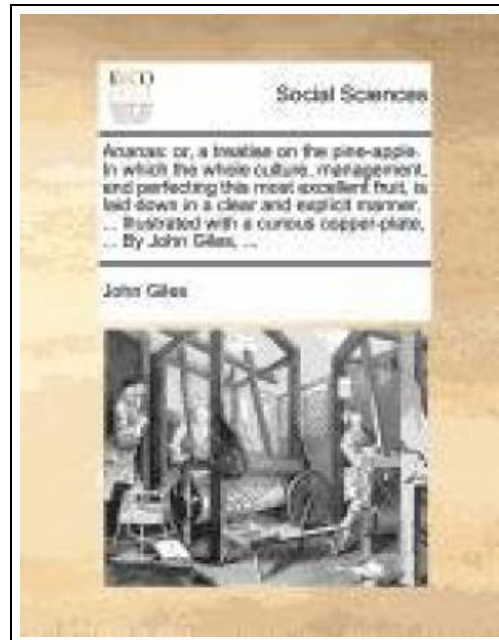 ECCO
Social Sciences
Ananas: or, a treatise on the pine-apple.
In which the whole culture, management,
and perfecting this most excellent fruit, is
laid down in a clear and explicit manner.
... Illustrated with a curious copper-plate,
... By John Giles, ...
John Giles